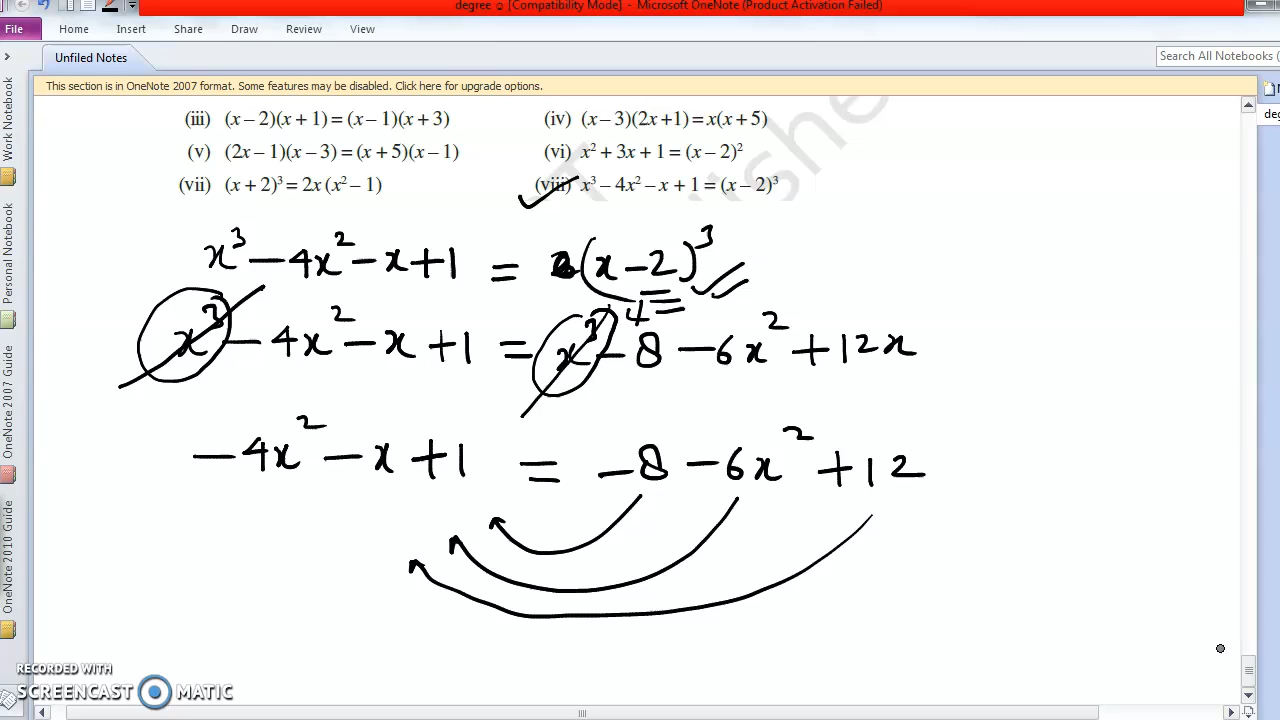 degree ☺ [Compatibility Mode] - Microsoft OneNote (Product Activation Failed)
File Home Insert Share Draw Review View
Unfiled Notes
Search All Notebooks (
This section is in OneNote 2007 format. Some features may be disabled. Click here for upgrade options.
deg
Work Notebook
Personal Notebook
OneNote 2007 Guide
OneNote 2010 Guide
(iii) (x – 2)(x + 1) = (x – 1)(x + 3) (iv) (x – 3)(2x +1) = x(x + 5)
(v) (2x – 1)(x – 3) = (x + 5)(x – 1) (vi) x² + 3x + 1 = (x – 2)²
(vii) (x + 2)³ = 2x (x² – 1) (viii) x³ – 4x² – x + 1 = (x – 2)³
x³ – 4x² – x + 1 = (x – 2)³
4
x³ – 4x² – x + 1 = x³ – 8 – 6x² + 12x
– 4x² – x + 1 = – 8 – 6x² + 12
RECORDED WITH
SCREENCAST MATIC